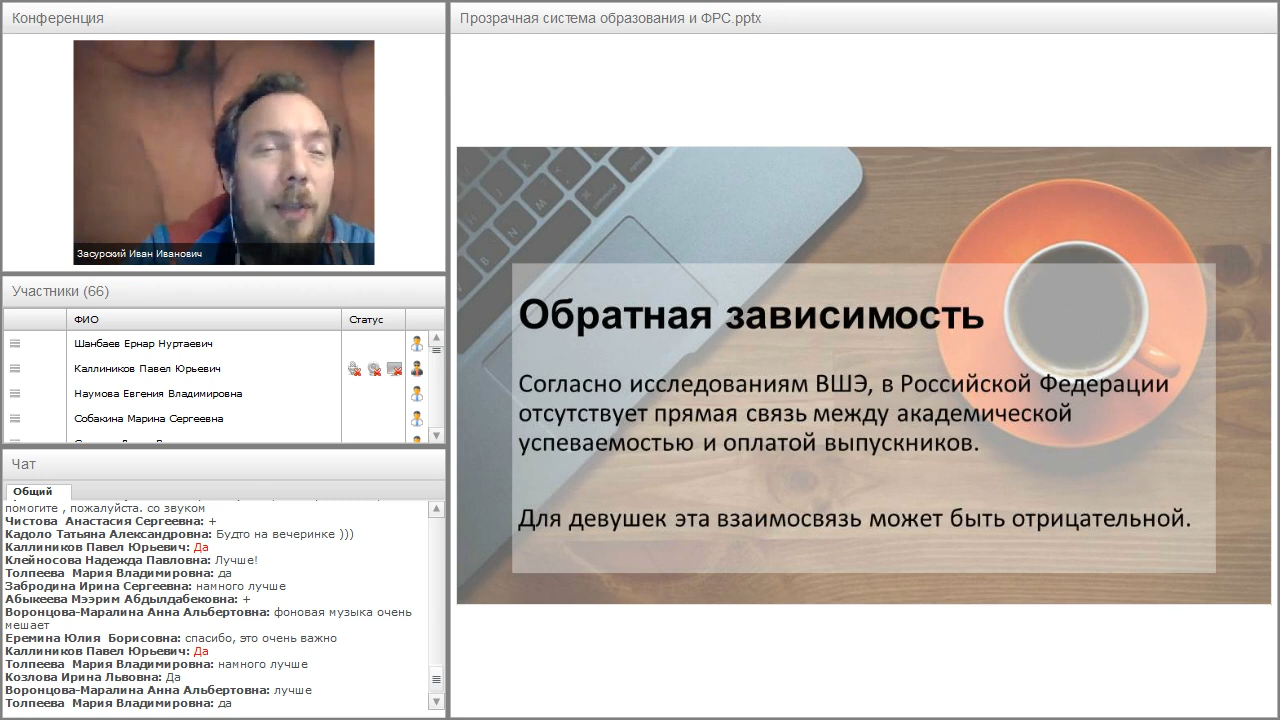 Конференция
Засурский Иван Иванович
Участники (66)
ФИО Статус
Шанбаев Ернар Нуртаевич
Каллиников Павел Юрьевич
Наумова Евгения Владимировна
Собакина Марина Сергеевна
Чат
Общий
помогите , пожалуйста. со звуком
Чистова Анастасия Сергеевна: +
Кадоло Татьяна Александровна: Будто на вечеринке )))
Каллиников Павел Юрьевич: Да
Клейносова Надежда Павловна: Лучше!
Толпеева Мария Владимировна: да
Забродина Ирина Сергеевна: намного лучше
Абыкеева Мээрим Абдылдабековна: +
Воронцова-Маралина Анна Альбертовна: фоновая музыка очень
мешает
Еремина Юлия Борисовна: спасибо, это очень важно
Каллиников Павел Юрьевич: Да
Толпеева Мария Владимировна: намного лучше
Козлова Ирина Львовна: Да
Воронцова-Маралина Анна Альбертовна: лучше
Толпеева Мария Владимировна: да
Прозрачная система образования и ФРС.pptx
Обратная зависимость
Согласно исследованиям ВШЭ, в Российской Федерации
отсутствует прямая связь между академической
успеваемостью и оплатой выпускников.
Для девушек эта взаимосвязь может быть отрицательной.